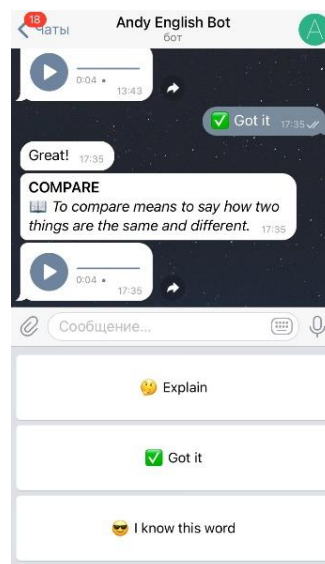 18
Чаты
Andy English Bot
бот
A
0:04
13:43
✅ Got it 17:35
Great! 17:35
COMPARE
📖 To compare means to say how two
things are the same and different. 17:35
0:04
17:35
Сообщение...
🤔 Explain
✅ Got it
😎 I know this word